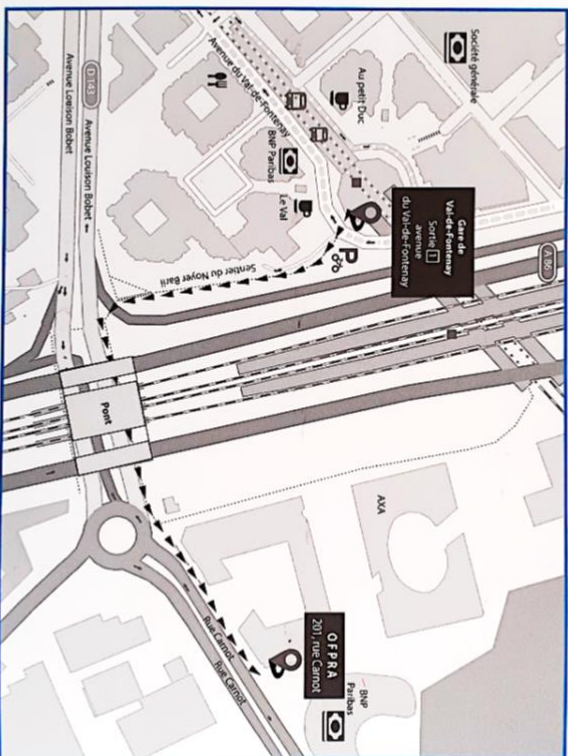 Société générale
Au petit Duc
Avenue du Val-de-Fontenay
BNP Paribas
Le Val
Gare de
Val-de-Fontenay
Sortie 1
avenue
du Val-de-Fontenay
A 86
P
D 143
Avenue Louison Bobet
Avenue Louison Bobet
Sentier du Noyer Baril
Pont
AXA
OFPRA
201, rue Carnot
BNP
Paribas
Rue Carnot
Rue Carnot